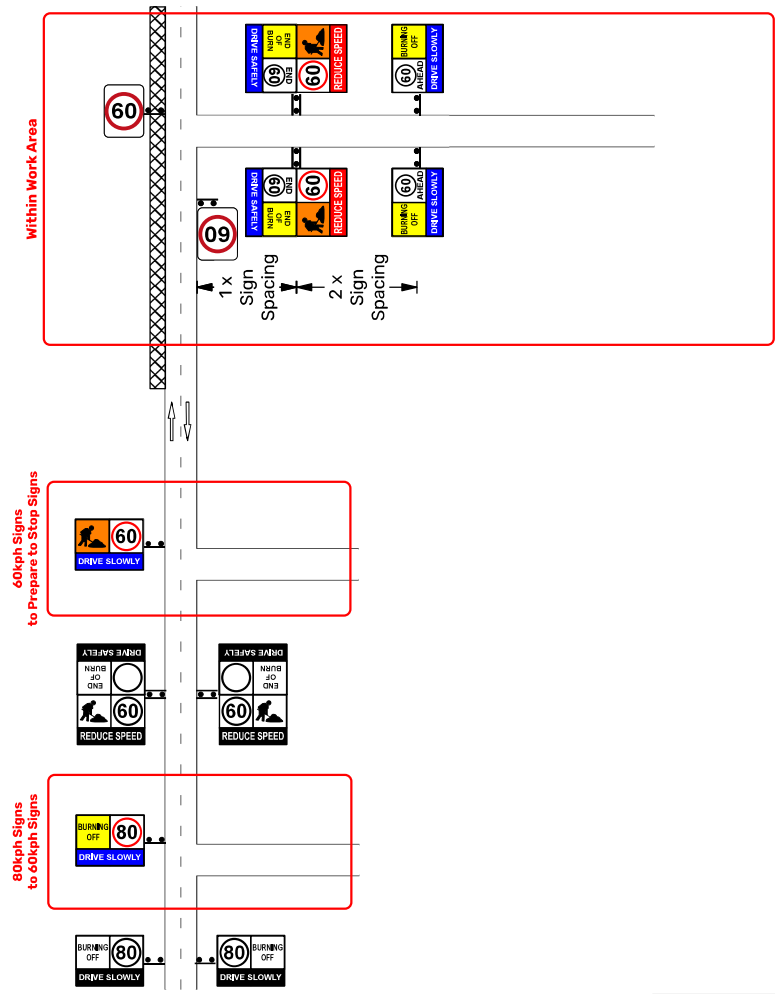 Within Work Area
60
DRIVE SAFELY
END OF BURN
END 60
60
REDUCE SPEED
BURNING OFF
60 AHEAD
DRIVE SLOWLY
DRIVE SAFELY
END 60
END OF BURN
60
REDUCE SPEED
60 AHEAD
BURNING OFF
DRIVE SLOWLY
60
1 x
Sign
Spacing
2 x
Sign
Spacing
60kph Signs
to Prepare to Stop Signs
60
DRIVE SLOWLY
DRIVE SAFELY
END
OF
BURN
60
REDUCE SPEED
DRIVE SAFELY
END
OF
BURN
60
REDUCE SPEED
80kph Signs
to 60kph Signs
BURNING
OFF
80
DRIVE SLOWLY
BURNING
OFF
80
DRIVE SLOWLY
80
BURNING
OFF
DRIVE SLOWLY